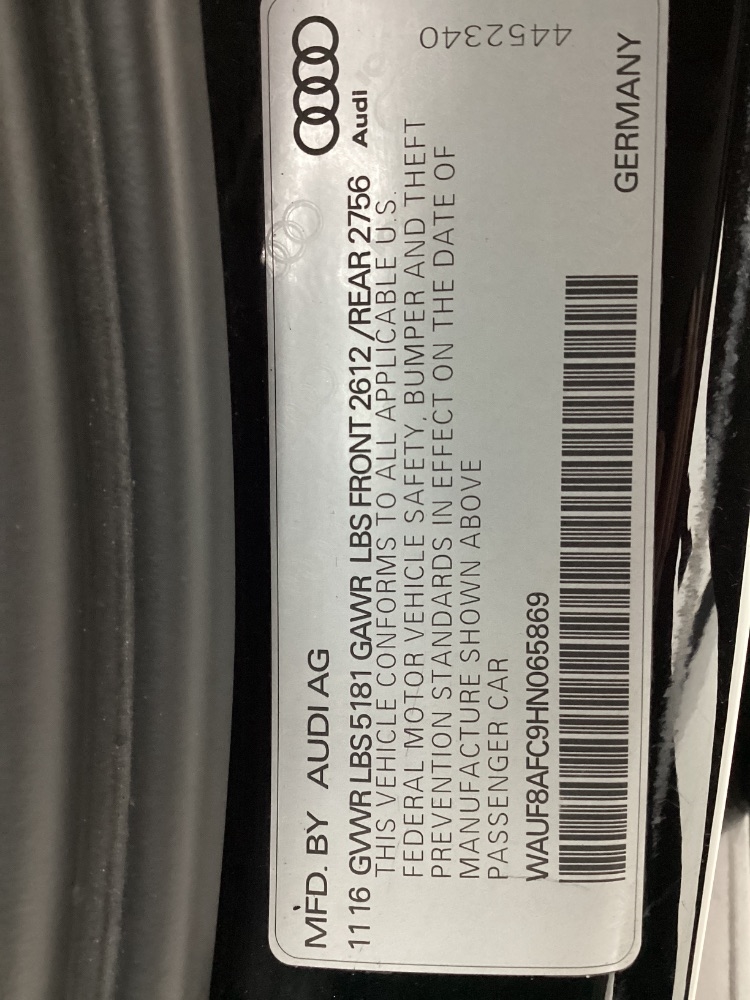 MFD. BY AUDI AG
Audi
11 16 GVWR LBS 5181 GAWR LBS FRONT 2612 /REAR 2756
THIS VEHICLE CONFORMS TO ALL APPLICABLE U.S.
FEDERAL MOTOR VEHICLE SAFETY, BUMPER AND THEFT
PREVENTION STANDARDS IN EFFECT ON THE DATE OF
MANUFACTURE SHOWN ABOVE
PASSENGER CAR
4452340
WAUF8AFC9HN065869
GERMANY